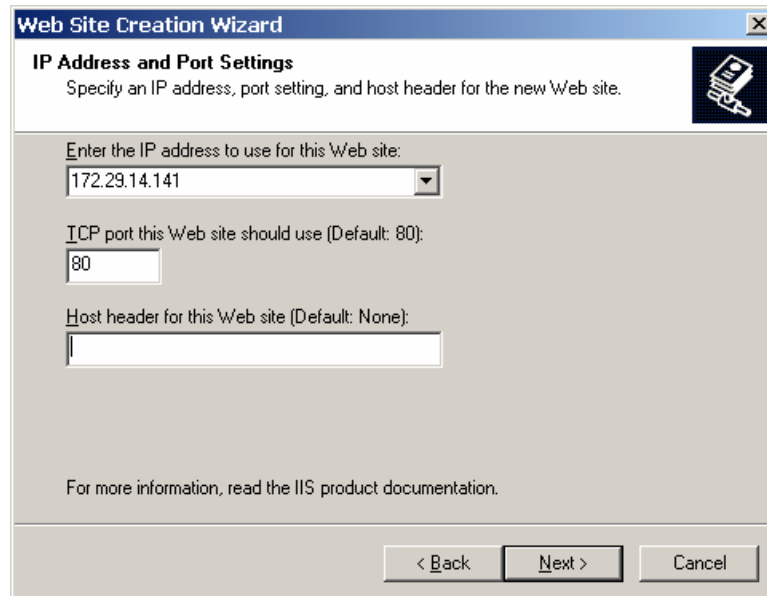 Web Site Creation Wizard
IP Address and Port Settings
Specify an IP address, port setting, and host header for the new Web site.
Enter the IP address to use for this Web site:
172.29.14.141
TCP port this Web site should use (Default: 80):
80
Host header for this Web site (Default: None):
For more information, read the IIS product documentation.
< Back Next > Cancel